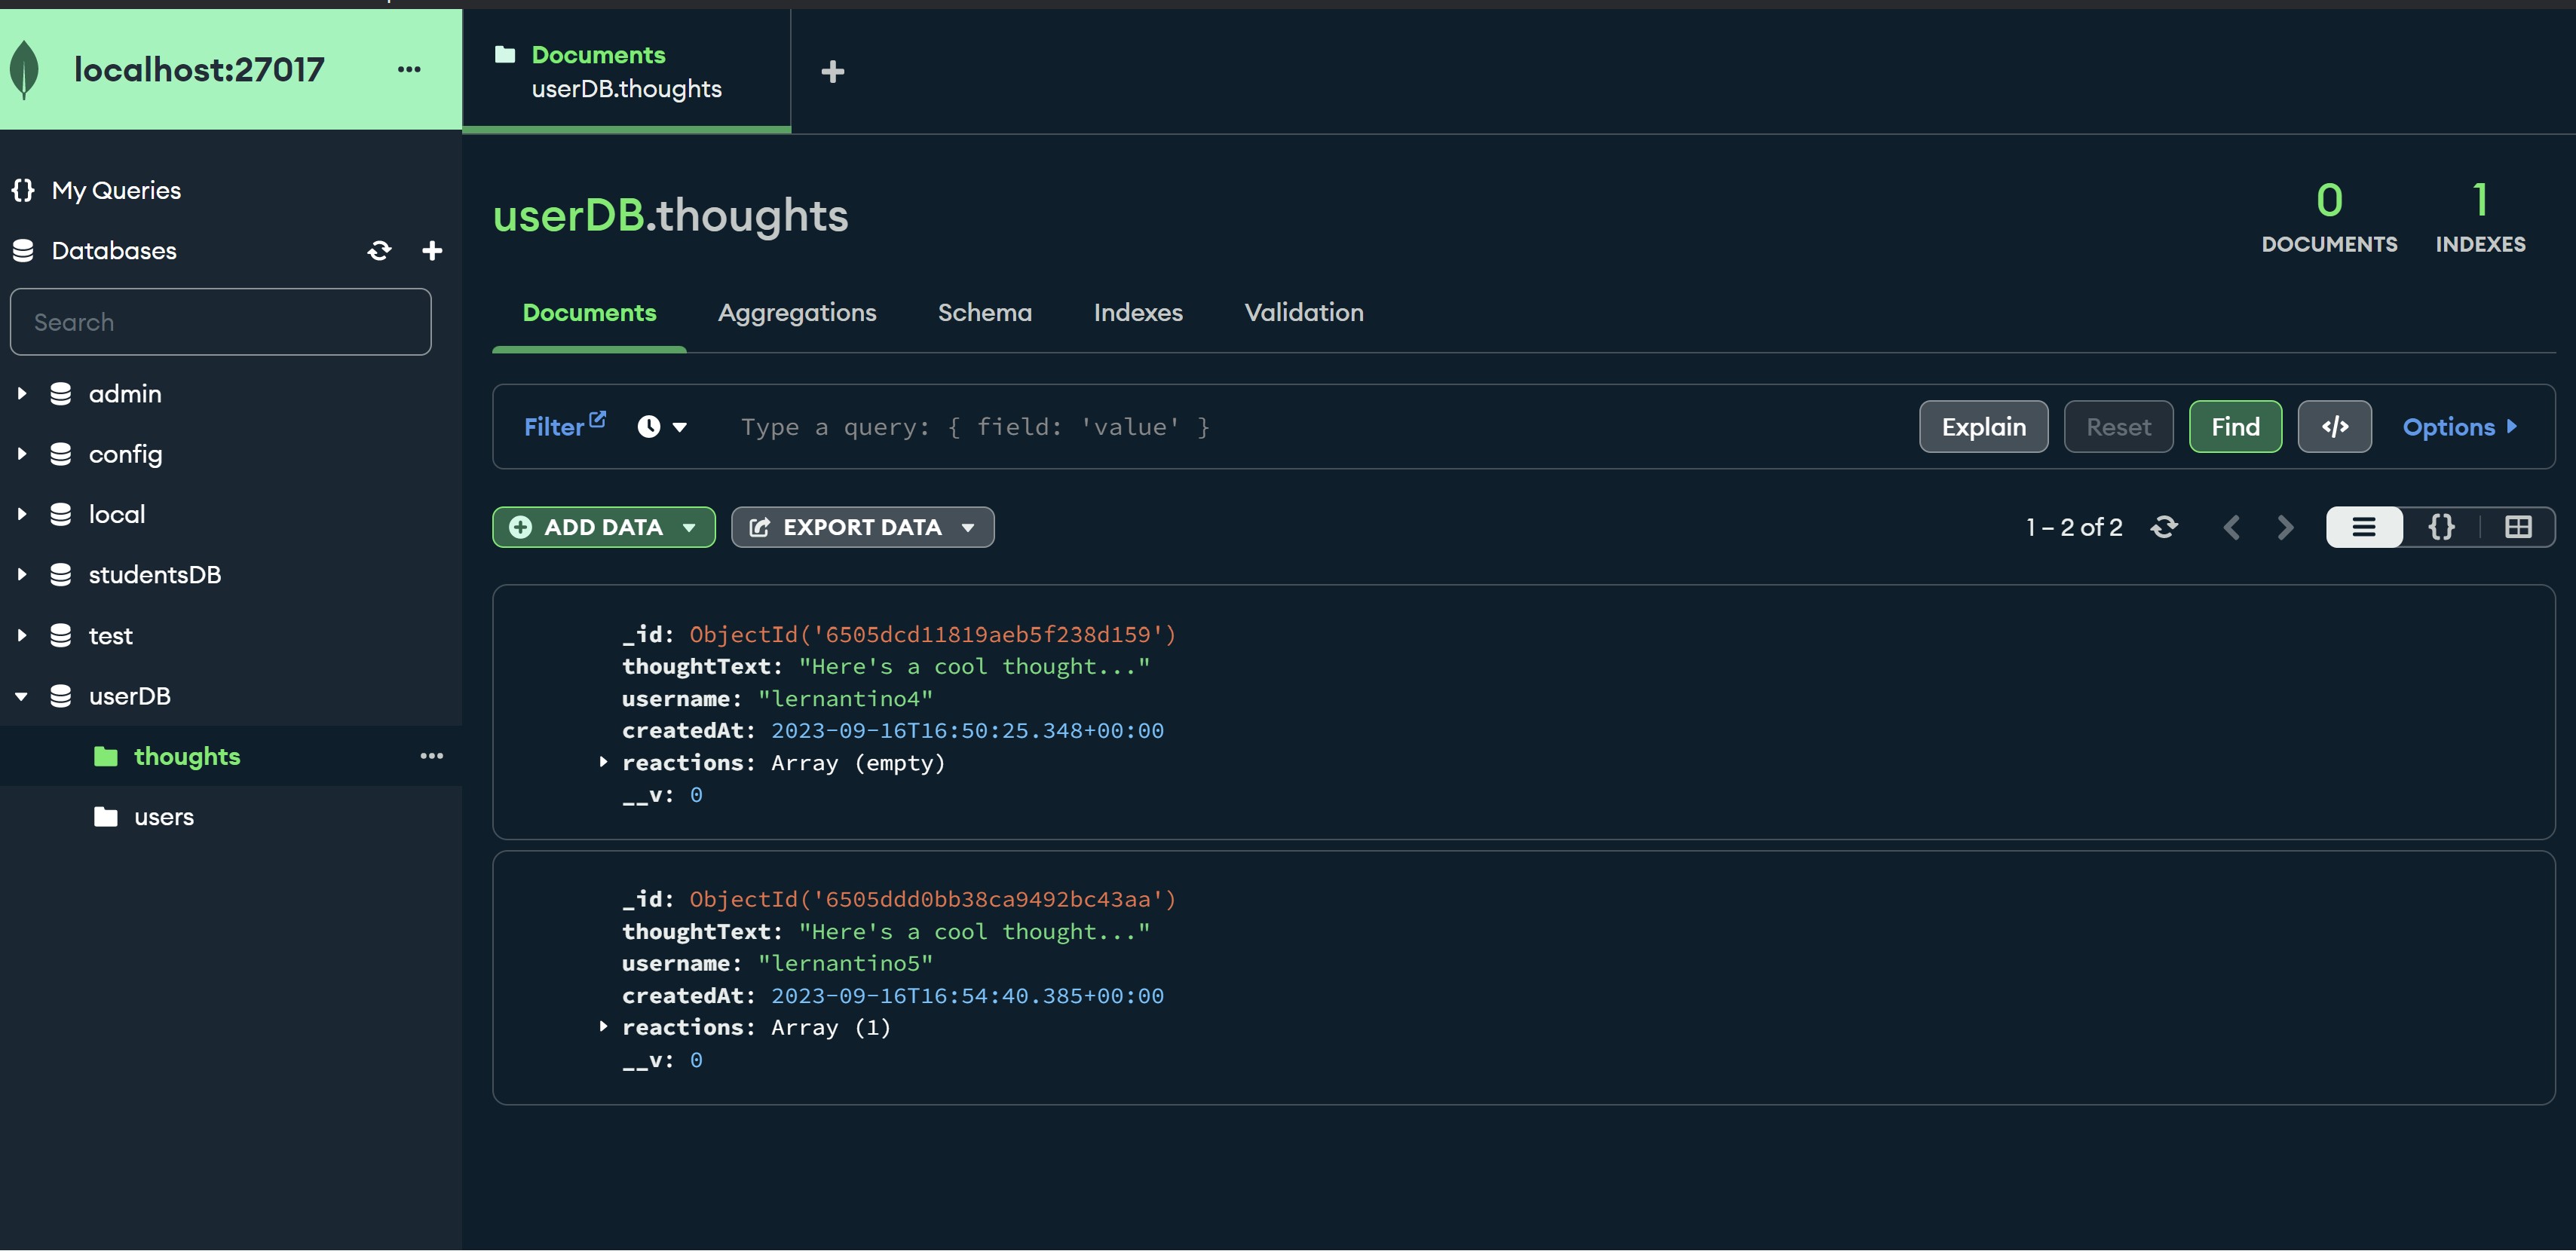 localhost:27017
Documents
userDB.thoughts
My Queries
Databases
Search
admin
config
local
studentsDB
test
userDB
thoughts
users
userDB.thoughts
0
DOCUMENTS
1
INDEXES
Documents Aggregations Schema Indexes Validation
Filter Type a query: { field: 'value' } Explain Reset Find </> Options
ADD DATA EXPORT DATA 1 – 2 of 2 {}
_id: ObjectId('6505dcd11819aeb5f238d159')
thoughtText: "Here's a cool thought..."
username: "lernantino4"
createdAt: 2023-09-16T16:50:25.348+00:00
reactions: Array (empty)
__v: 0
_id: ObjectId('6505ddd0bb38ca9492bc43aa')
thoughtText: "Here's a cool thought..."
username: "lernantino5"
createdAt: 2023-09-16T16:54:40.385+00:00
reactions: Array (1)
__v: 0